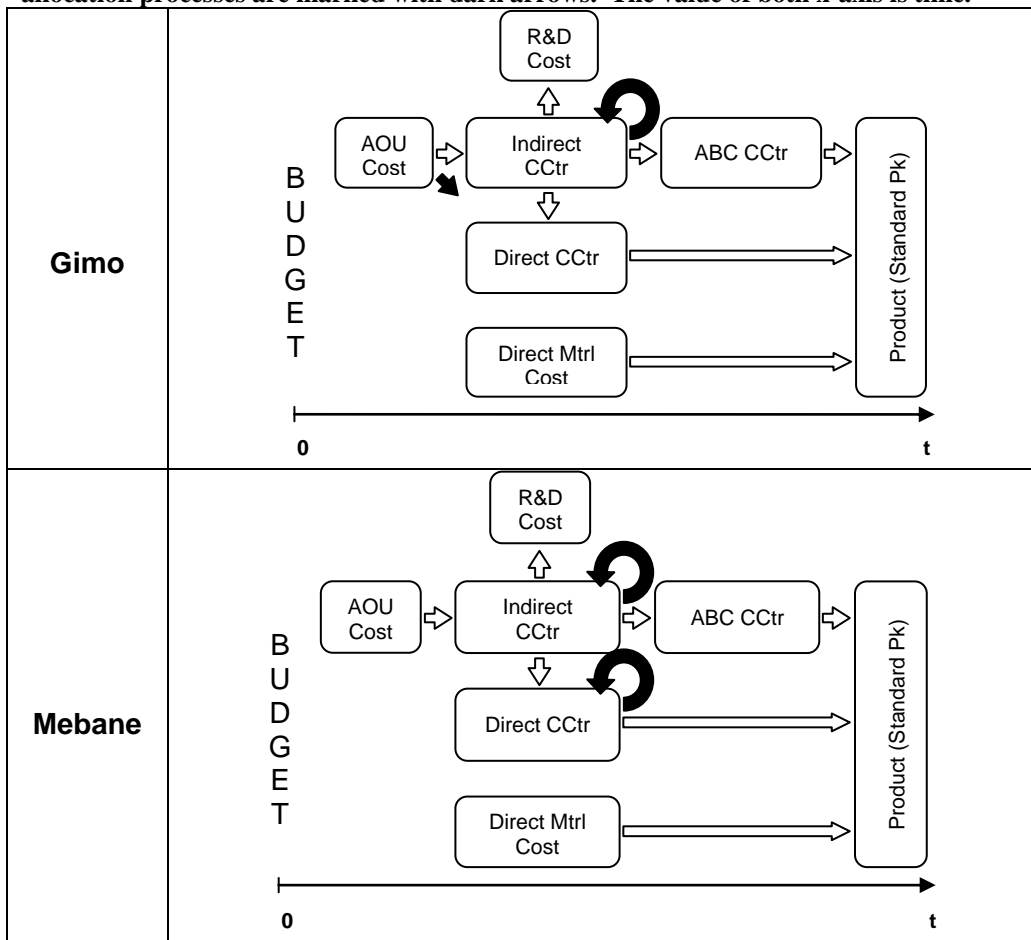 allocation processes are marked with dark arrows. The value of both x-axis is time.
Gimo
B
U
D
G
E
T
R&D
Cost
AOU
Cost
Indirect
CCtr
ABC CCtr
Direct CCtr
Direct Mtrl
Cost
Product (Standard Pk)
0
t
Mebane
B
U
D
G
E
T
R&D
Cost
AOU
Cost
Indirect
CCtr
ABC CCtr
Direct CCtr
Direct Mtrl
Cost
Product (Standard Pk)
0
t